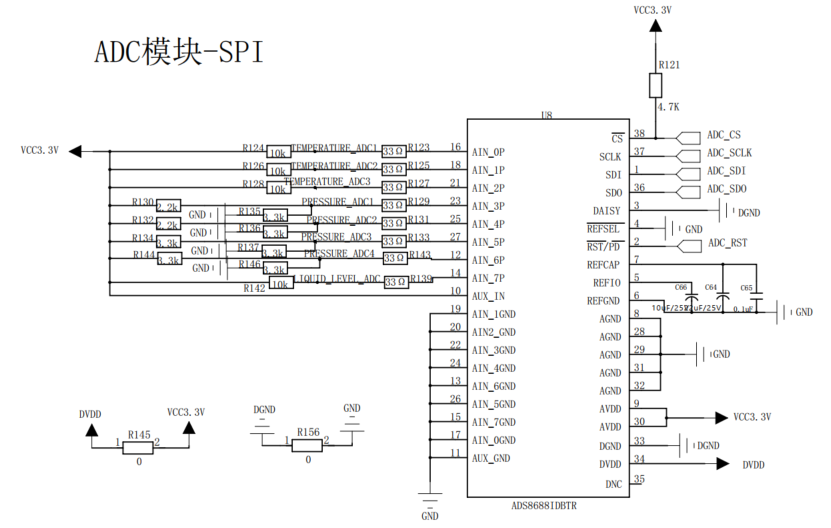 ADC模块-SPI
VCC3.3V
R121
4.7K
U8
VCC3.3V
R124 10k TEMPERATURE_ADC1 33Ω R123 16 AIN_0P
R126 10k TEMPERATURE_ADC2 33Ω R125 18 AIN_1P
R128 10k TEMPERATURE_ADC3 33Ω R127 21 AIN_2P
R130 2.2k PRESSURE_ADC1 33Ω R129 23 AIN_3P
GND R135 3.3k
R132 2.2k PRESSURE_ADC2 33Ω R131 25 AIN_4P
GND R136 3.3k
R134 3.3k PRESSURE_ADC3 33Ω R133 27 AIN_5P
GND R137 3.3k
R144 3.3k PRESSURE_ADC4 33Ω R143 12 AIN_6P
GND R146 3.3k
R142 10k LIQUID_LEVEL_ADC 33Ω R139 14 AIN_7P
10 AUX_IN
19 AIN_1GND
20 AIN2_GND
22 AIN_3GND
24 AIN_4GND
13 AIN_6GND
26 AIN_5GND
15 AIN_7GND
17 AIN_0GND
11 AUX_GND
GND
CS 38 ADC_CS
SCLK 37 ADC_SCLK
SDI 1 ADC_SDI
SDO 36 ADC_SDO
DAISY 3 DGND
REFSEL 4 GND
RST/PD 2 ADC_RST
REFCAP 7
REFIO 5
REFGND 6
C66 C64 C65
10uF/25V 22uF/25V 0.1uF GND
AGND 8
AGND 28
AGND 29 GND
AGND 31
AGND 32
AVDD 9
AVDD 30 VCC3.3V
DGND 33 DGND
DVDD 34 DVDD
DNC 35
ADS8688IDBTR
DVDD VCC3.3V
1 R145 2
0
DGND GND
1 R156 2
0